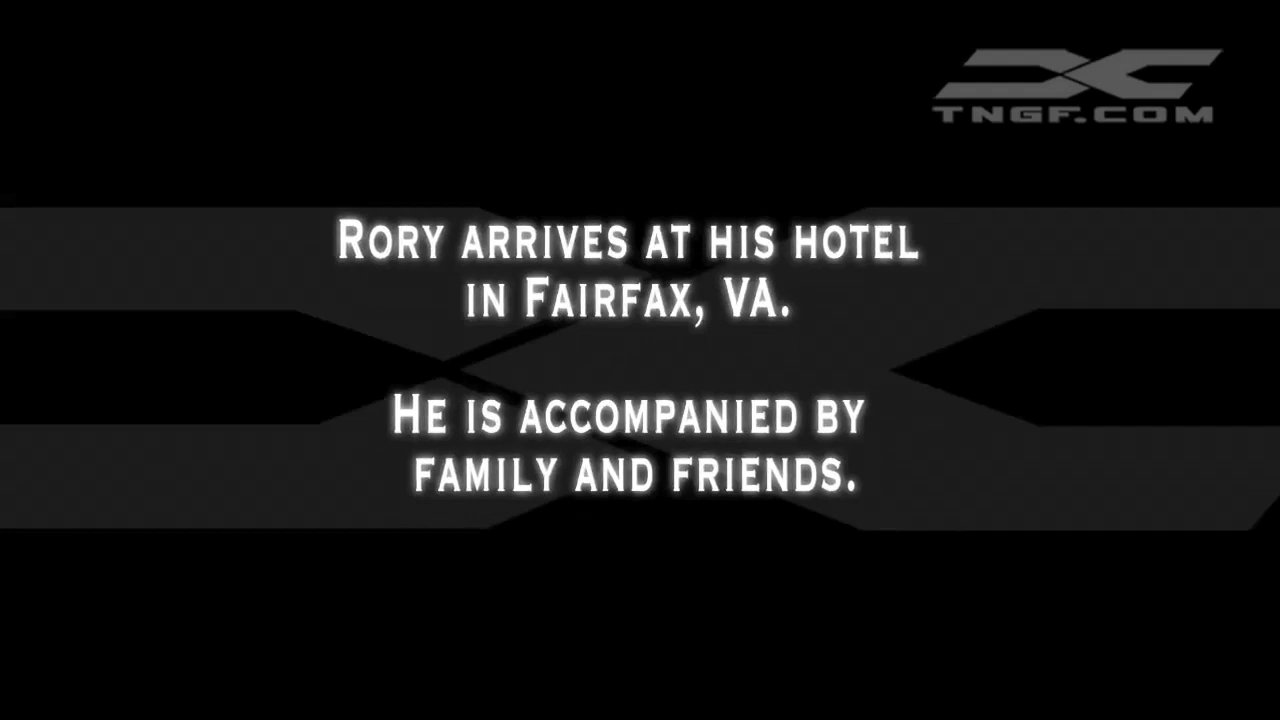 TNGF.COM
Rory arrives at his hotel
in Fairfax, VA.
He is accompanied by
family and friends.